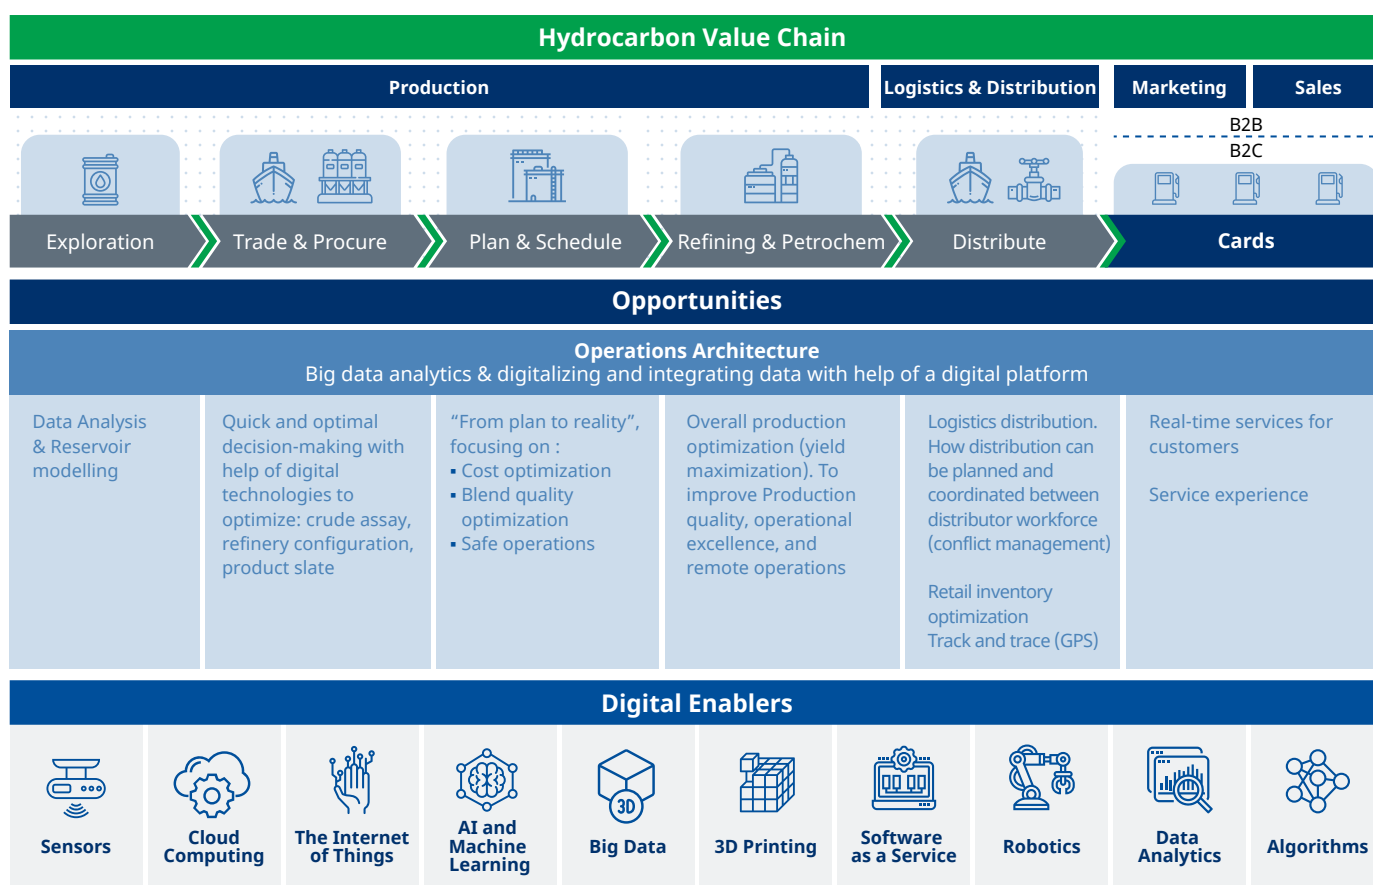 Hydrocarbon Value Chain
Production
Logistics & Distribution
Marketing
Sales
B2B
B2C
Exploration
Trade & Procure
Plan & Schedule
Refining & Petrochem
Distribute
Cards
Opportunities
Operations Architecture
Big data analytics & digitalizing and integrating data with help of a digital platform
Data Analysis
& Reservoir
modelling
Quick and optimal
decision-making with
help of digital
technologies to
optimize: crude assay,
refinery configuration,
product slate
“From plan to reality”,
focusing on :
▪ Cost optimization
▪ Blend quality
optimization
▪ Safe operations
Overall production
optimization (yield
maximization). To
improve Production
quality, operational
excellence, and
remote operations
Logistics distribution.
How distribution can
be planned and
coordinated between
distributor workforce
(conflict management)
Retail inventory
optimization
Track and trace (GPS)
Real-time services for
customers
Service experience
Digital Enablers
Sensors
Cloud
Computing
The Internet
of Things
AI and
Machine
Learning
3D
Big Data
3D Printing
Software
as a Service
Robotics
Data
Analytics
Algorithms